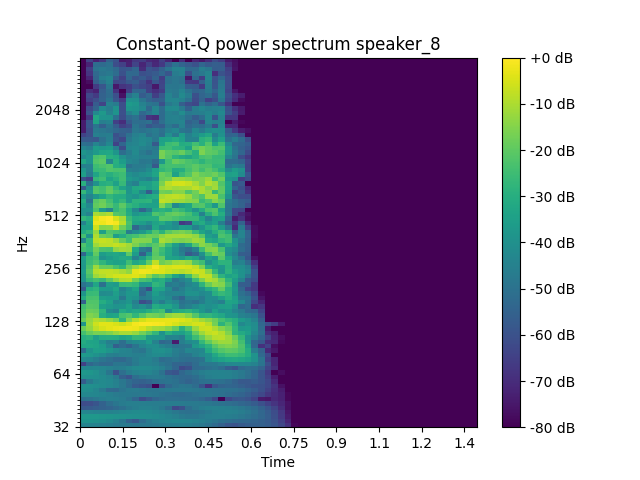 Constant-Q power spectrum speaker_8
Hz
2048
1024
512
256
128
64
32
0 0.15 0.3 0.45 0.6 0.75 0.9 1.1 1.2 1.4
Time
+0 dB
-10 dB
-20 dB
-30 dB
-40 dB
-50 dB
-60 dB
-70 dB
-80 dB